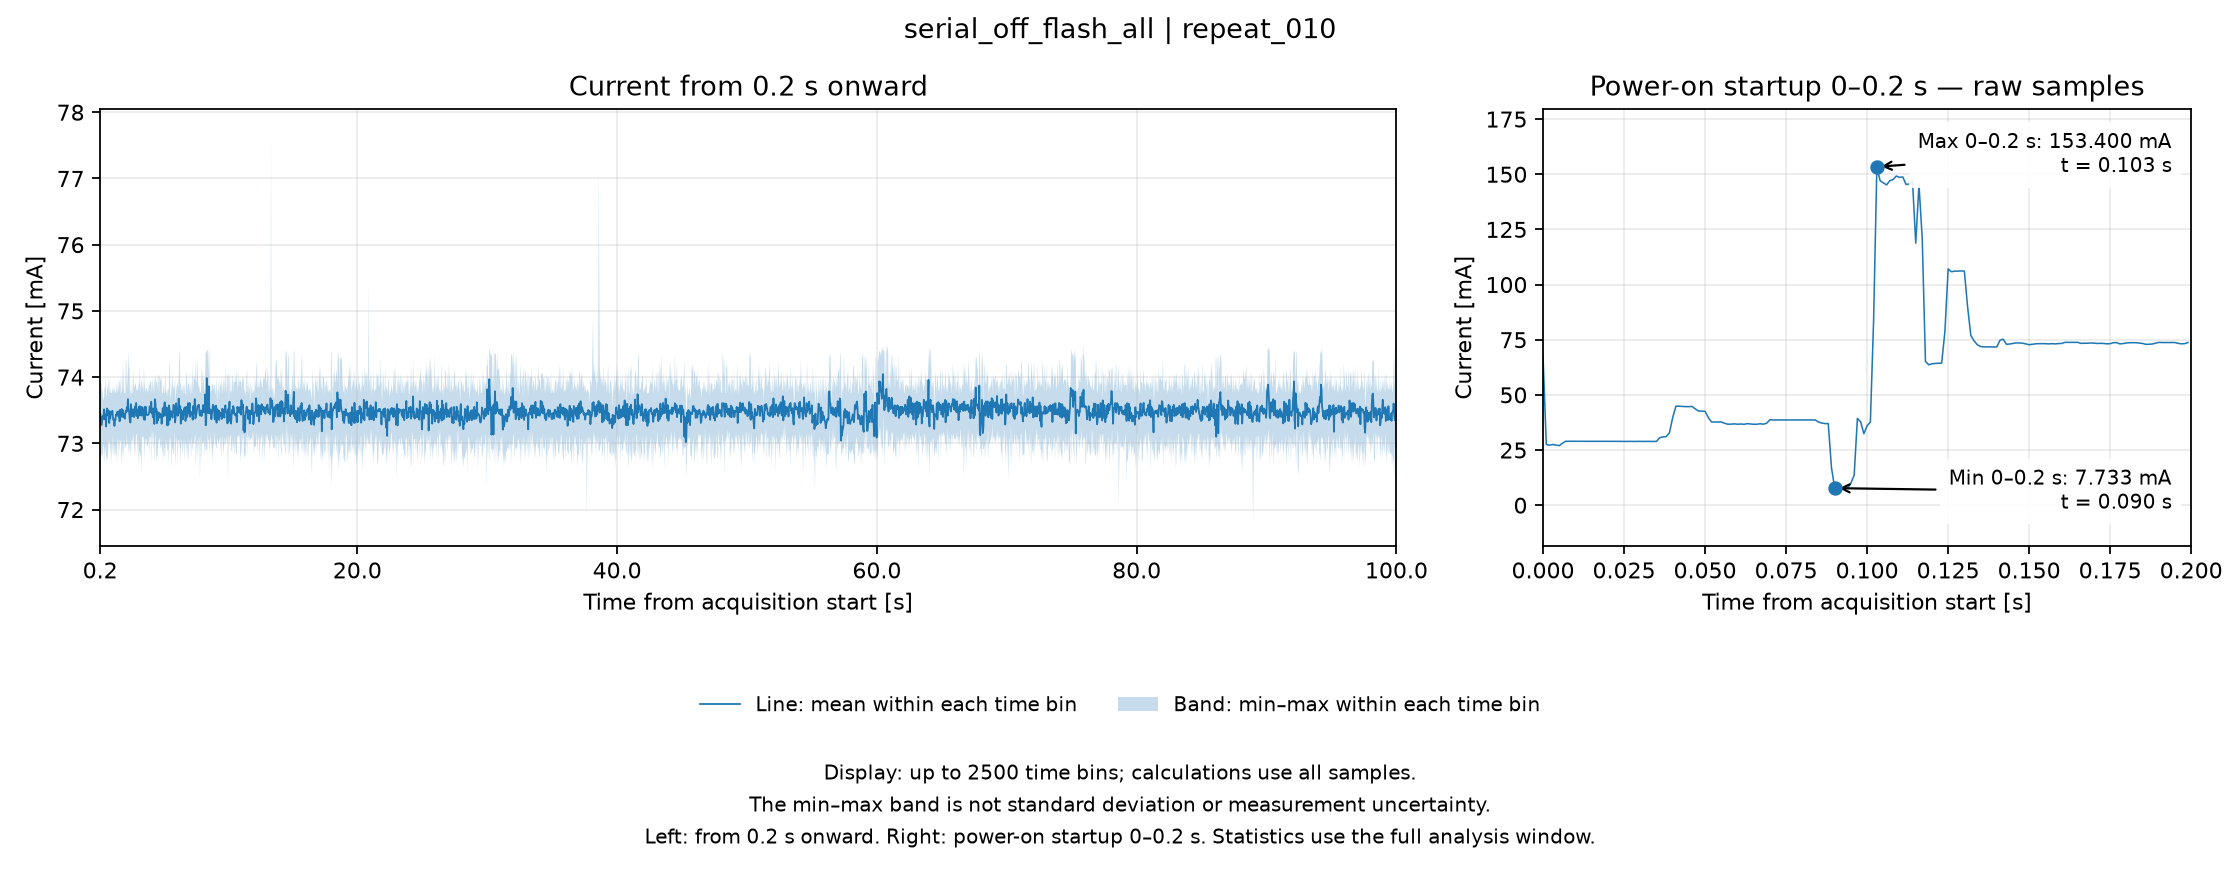 serial_off_flash_all | repeat_010
Current from 0.2 s onward
78
77
76
75
74
73
72
Current [mA]
0.2
20.0
40.0
60.0
80.0
100.0
Time from acquisition start [s]
Power-on startup 0–0.2 s — raw samples
175
150
125
100
75
50
25
0
Current [mA]
Max 0–0.2 s: 153.400 mA
t = 0.103 s
Min 0–0.2 s: 7.733 mA
t = 0.090 s
0.000
0.025
0.050
0.075
0.100
0.125
0.150
0.175
0.200
Time from acquisition start [s]
Line: mean within each time bin
Band: min–max within each time bin
Display: up to 2500 time bins; calculations use all samples.
The min–max band is not standard deviation or measurement uncertainty.
Left: from 0.2 s onward. Right: power-on startup 0–0.2 s. Statistics use the full analysis window.